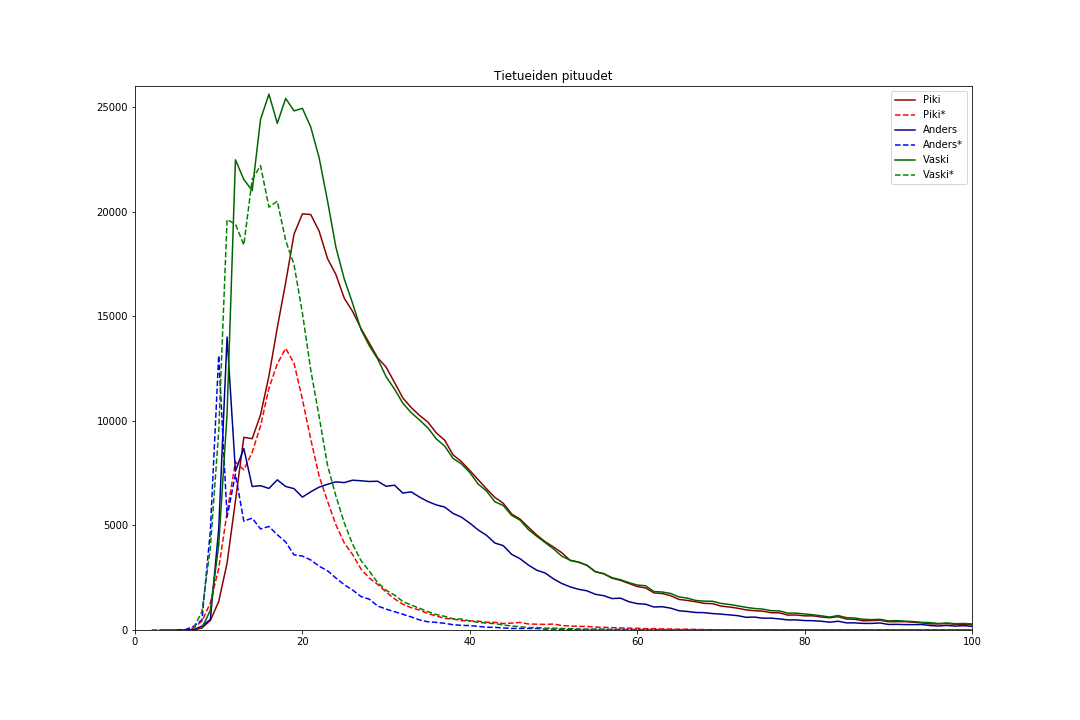 Tietueiden pituudet
25000
20000
15000
10000
5000
0
0 20 40 60 80 100
Piki
Piki*
Anders
Anders*
Vaski
Vaski*